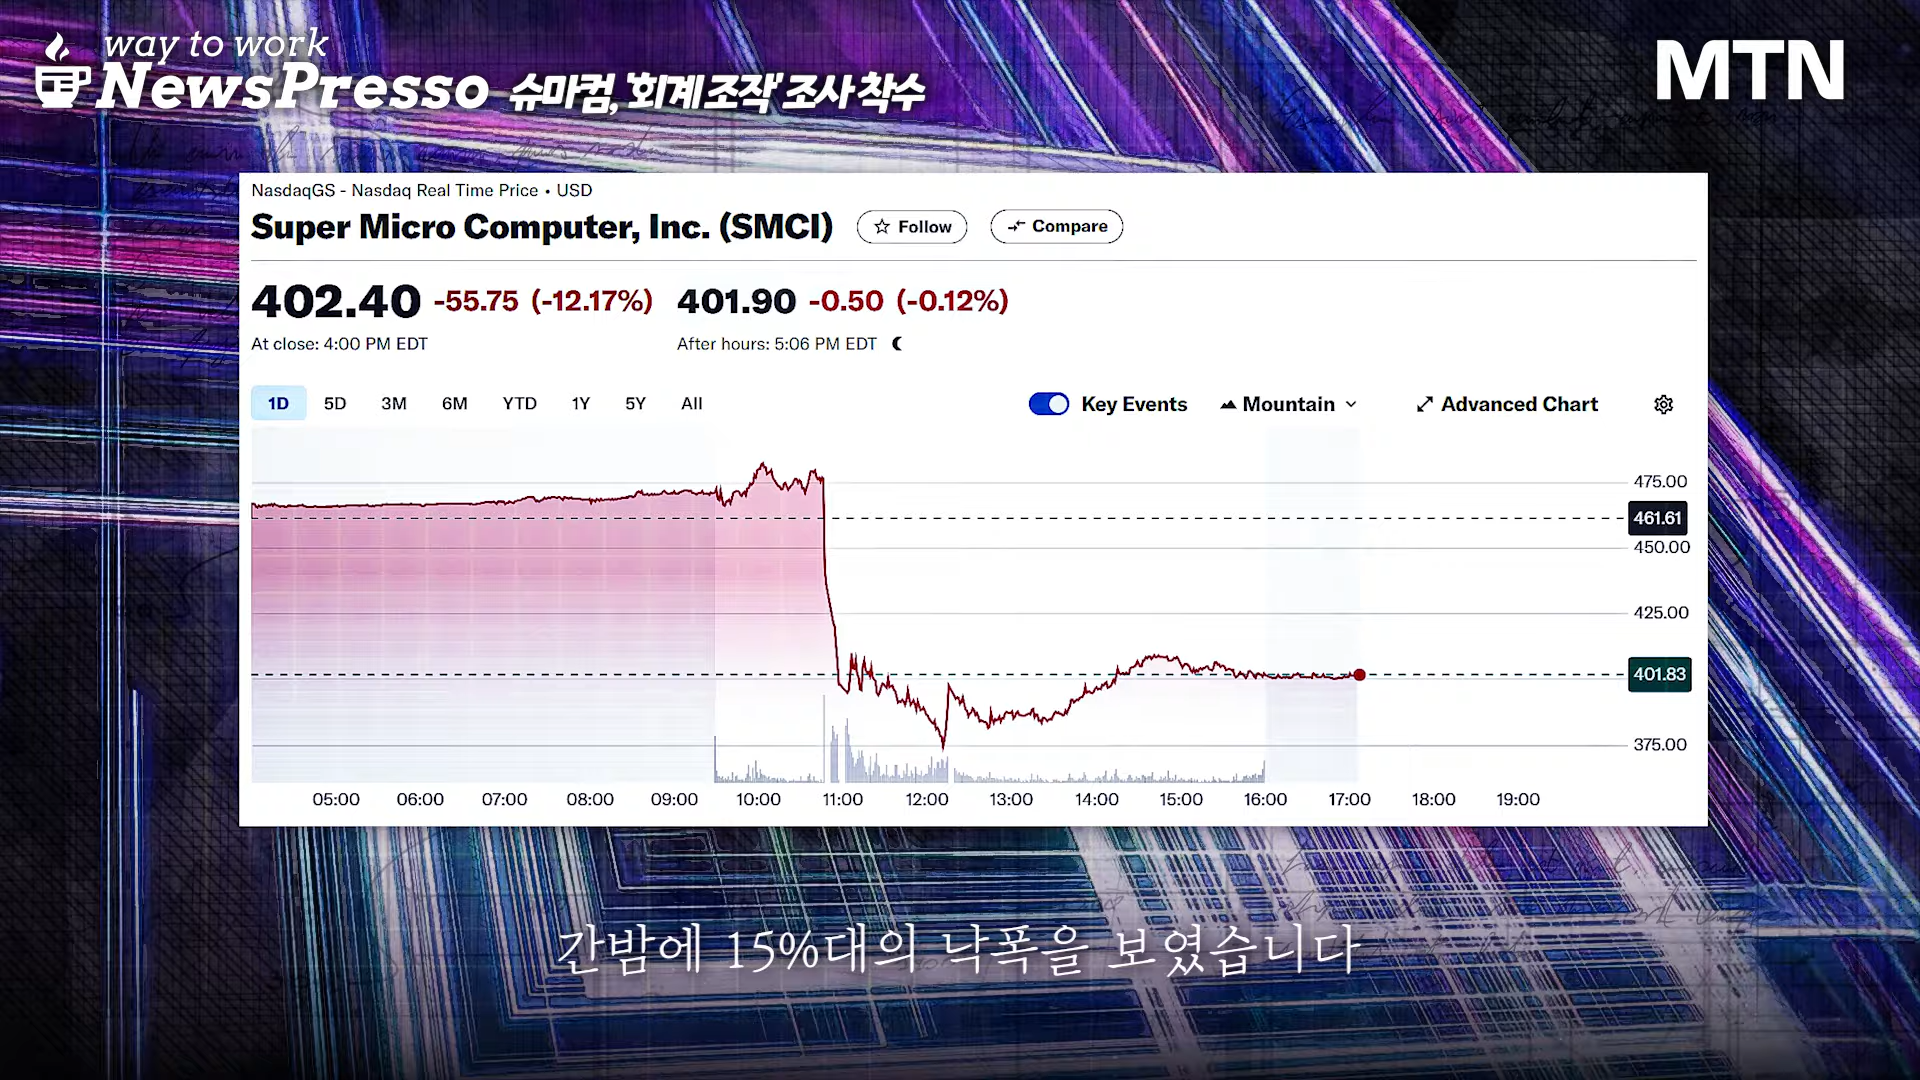 way to work
NewsPresso 슈마컴, '회계 조작' 조사 착수
MTN
NasdaqGS - Nasdaq Real Time Price • USD
Super Micro Computer, Inc. (SMCI)
Follow
Compare
402.40 -55.75 (-12.17%) 401.90 -0.50 (-0.12%)
At close: 4:00 PM EDT After hours: 5:06 PM EDT
1D 5D 3M 6M YTD 1Y 5Y All
Key Events Mountain Advanced Chart
475.00
461.61
450.00
425.00
401.83
375.00
05:00 06:00 07:00 08:00 09:00 10:00 11:00 12:00 13:00 14:00 15:00 16:00 17:00 18:00 19:00
간밤에 15%대의 낙폭을 보였습니다